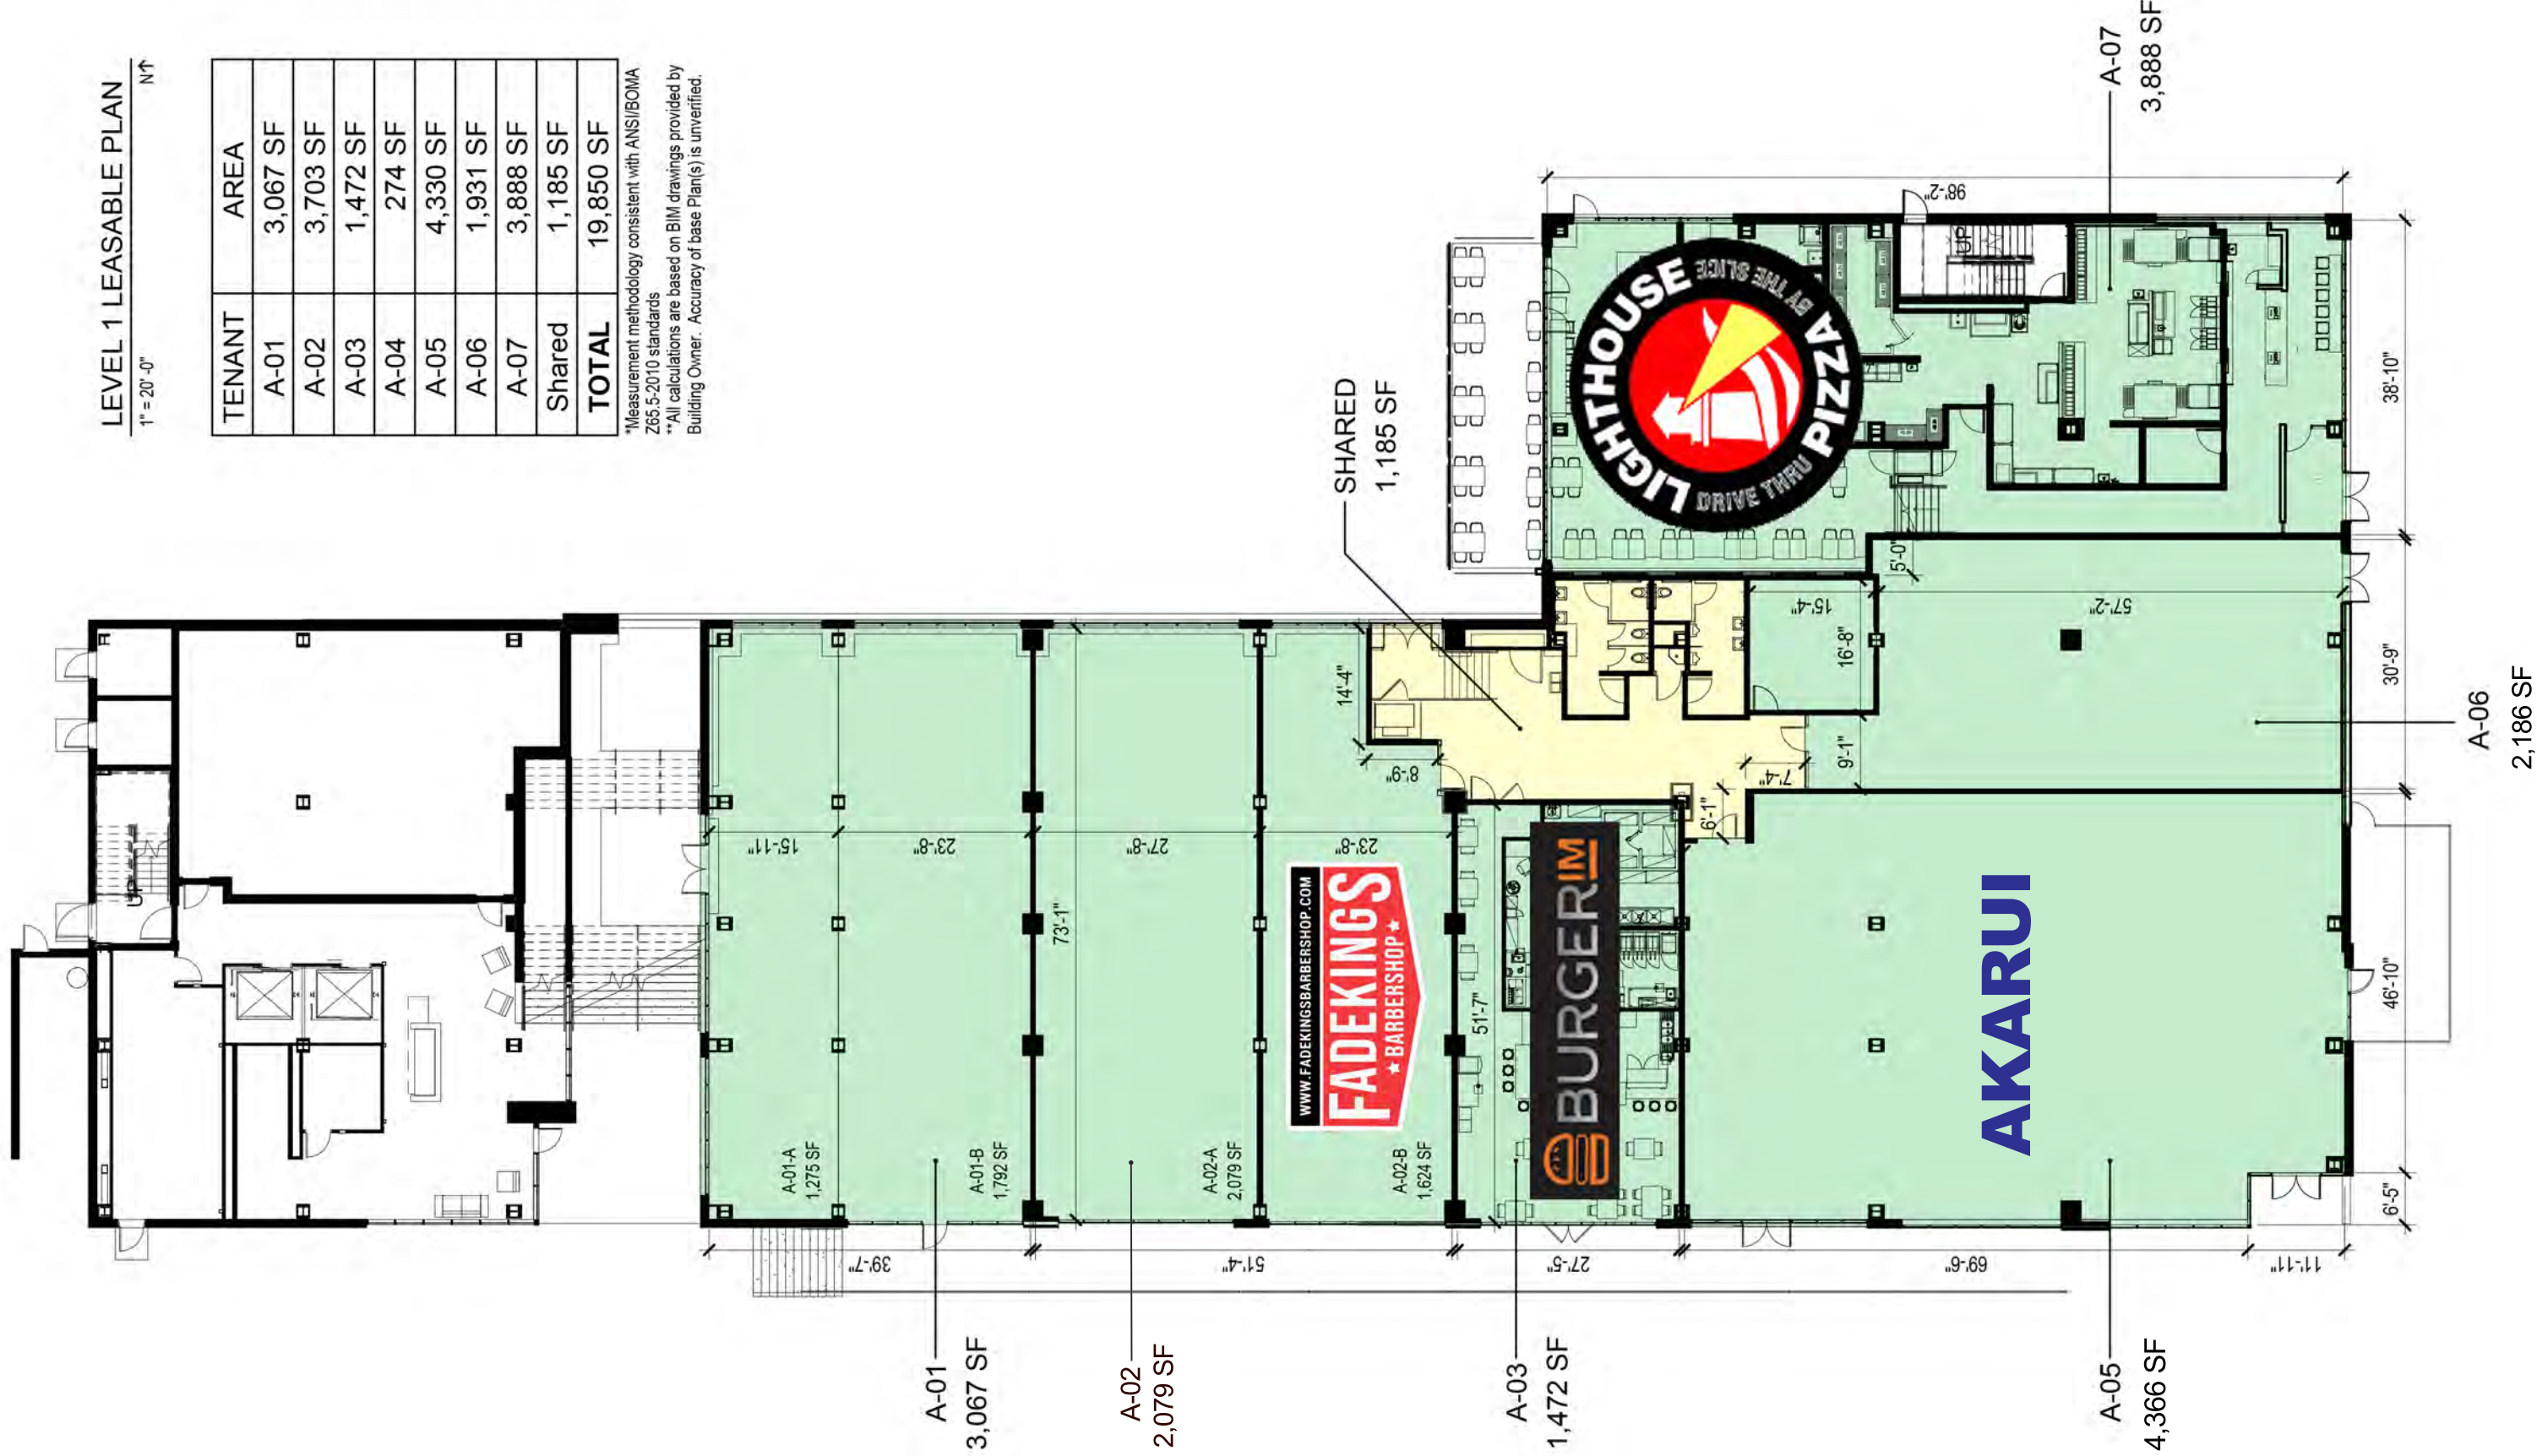 LEVEL 1 LEASABLE PLAN
1" = 20' -0"
N↑
TENANT AREA
A-01 3,067 SF
A-02 3,703 SF
A-03 1,472 SF
A-04 274 SF
A-05 4,330 SF
A-06 1,931 SF
A-07 3,888 SF
Shared 1,185 SF
TOTAL 19,850 SF
*Measurement methodology consistent with ANSI/BOMA
Z65.5-2010 standards
**All calculations are based on BIM drawings provided by
Building Owner. Accuracy of base Plan(s) is unverified.
SHARED
1,185 SF
A-07
3,888 SF
98'-2"
UP
LIGHTHOUSE
PIZZA
BY THE SLICE
DRIVE THRU
38'-10"
5'-0"
15'-4"
16'-8"
57'-2"
30'-9"
A-06
2,186 SF
14'-4"
8'-9"
9'-1"
7'-4"
6'-1"
UP
15'-11"
23'-8"
27'-8"
23'-8"
73'-1"
51'-7"
WWW.FADEKINGSBARBERSHOP.COM
FADEKINGS
BARBERSHOP
BURGERIM
AKARUI
46'-10"
6'-5"
A-01-A
1,275 SF
A-01-B
1,792 SF
A-02-A
2,079 SF
A-02-B
1,624 SF
39'-7"
51'-4"
27'-5"
69'-6"
11'-11"
A-01
3,067 SF
A-02
2,079 SF
A-03
1,472 SF
A-05
4,366 SF